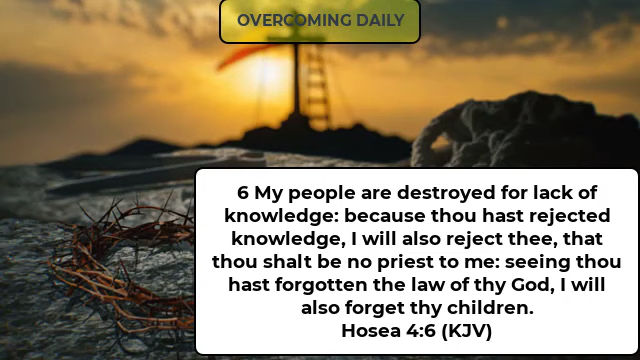 OVERCOMING DAILY
6 My people are destroyed for lack of
knowledge: because thou hast rejected
knowledge, I will also reject thee, that
thou shalt be no priest to me: seeing thou
hast forgotten the law of thy God, I will
also forget thy children.
Hosea 4:6 (KJV)